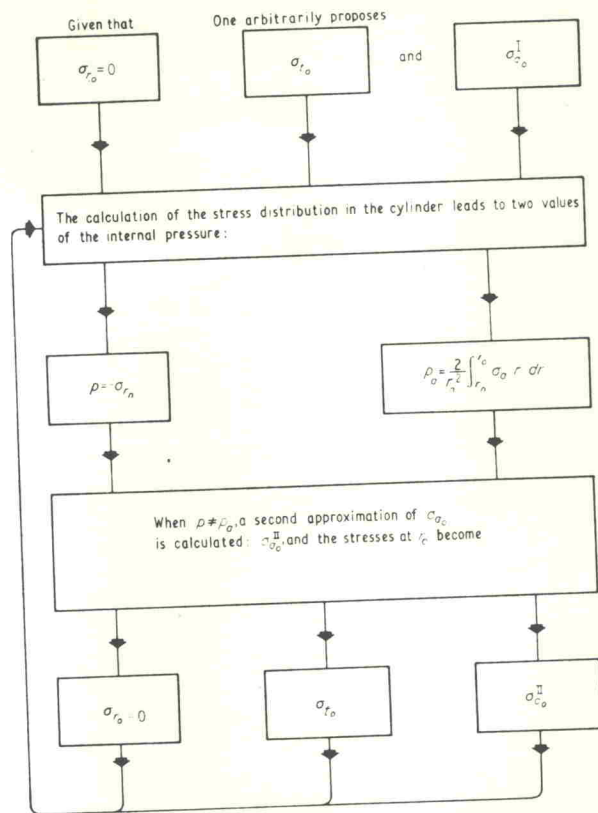 Given that
One arbitrarily proposes
σ_{r_o} = 0
σ_{t_o}
and
σ_{a_o}^{I}
The calculation of the stress distribution in the cylinder leads to two values
of the internal pressure:
p = -σ_{r_n}
p_a = \frac{2}{r_n^2} \int_{r_n}^{r_o} σ_a r dr
When p ≠ p_a, a second approximation of σ_{a_o}
is calculated: σ_{a_o}^{II}, and the stresses at r_o become
σ_{r_o} = 0
σ_{t_o}
σ_{a_o}^{II}